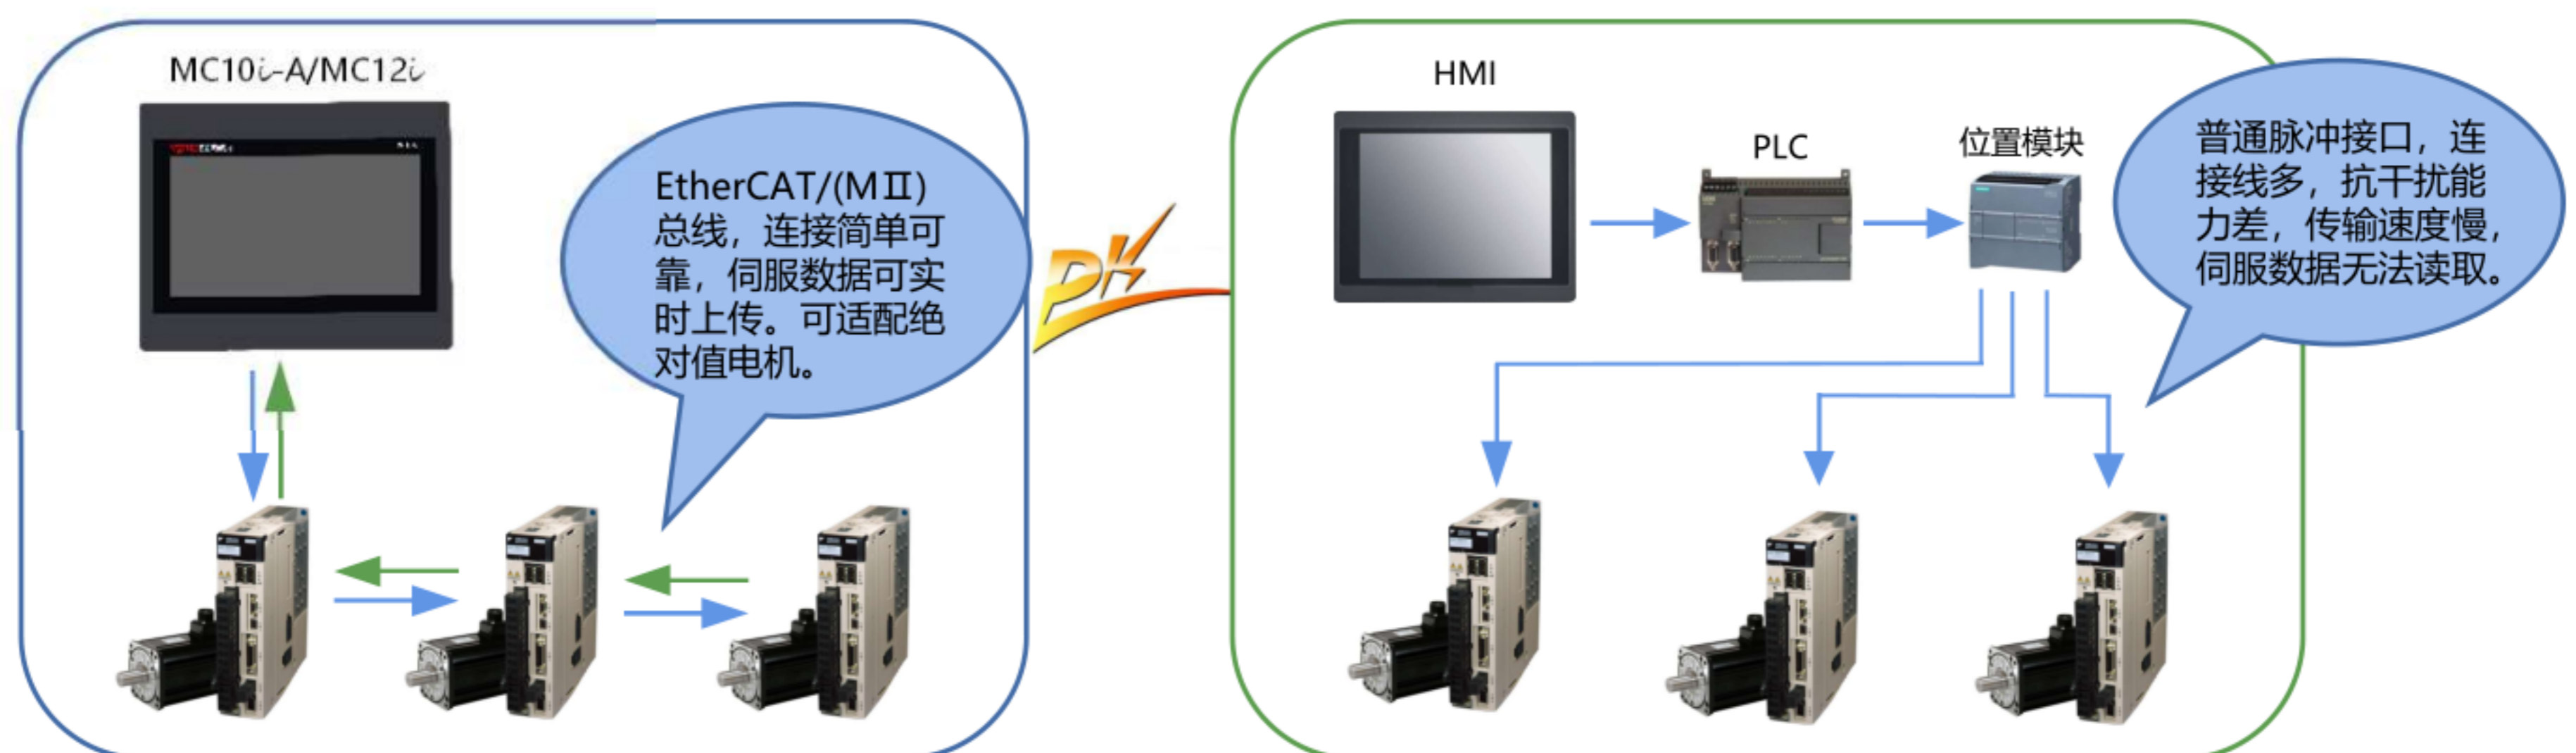 MC10i-A/MC12i
EtherCAT/(MⅡ)
总线，连接简单可
靠，伺服数据可实
时上传。可适配绝
对值电机。
PK
HMI
PLC
位置模块
普通脉冲接口，连
接线多，抗干扰能
力差，传输速度慢，
伺服数据无法读取。